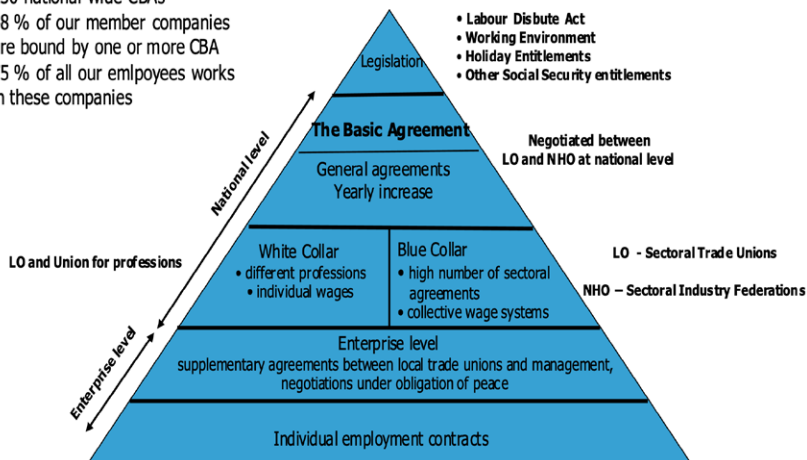 national wide CBAs
8 % of our member companies
re bound by one or more CBA
5 % of all our emlpoyees works
n these companies
Legislation
• Labour Disbute Act
• Working Environment
• Holiday Entitlements
• Other Social Security entitlements
The Basic Agreement
General agreements
Yearly increase
Negotiated between
LO and NHO at national level
National level
LO and Union for professions
White Collar
• different professions
• individual wages
Blue Collar
• high number of sectoral
agreements
• collective wage systems
LO - Sectoral Trade Unions
NHO – Sectoral Industry Federations
Enterprise level
Enterprise level
supplementary agreements between local trade unions and management,
negotiations under obligation of peace
Individual employment contracts